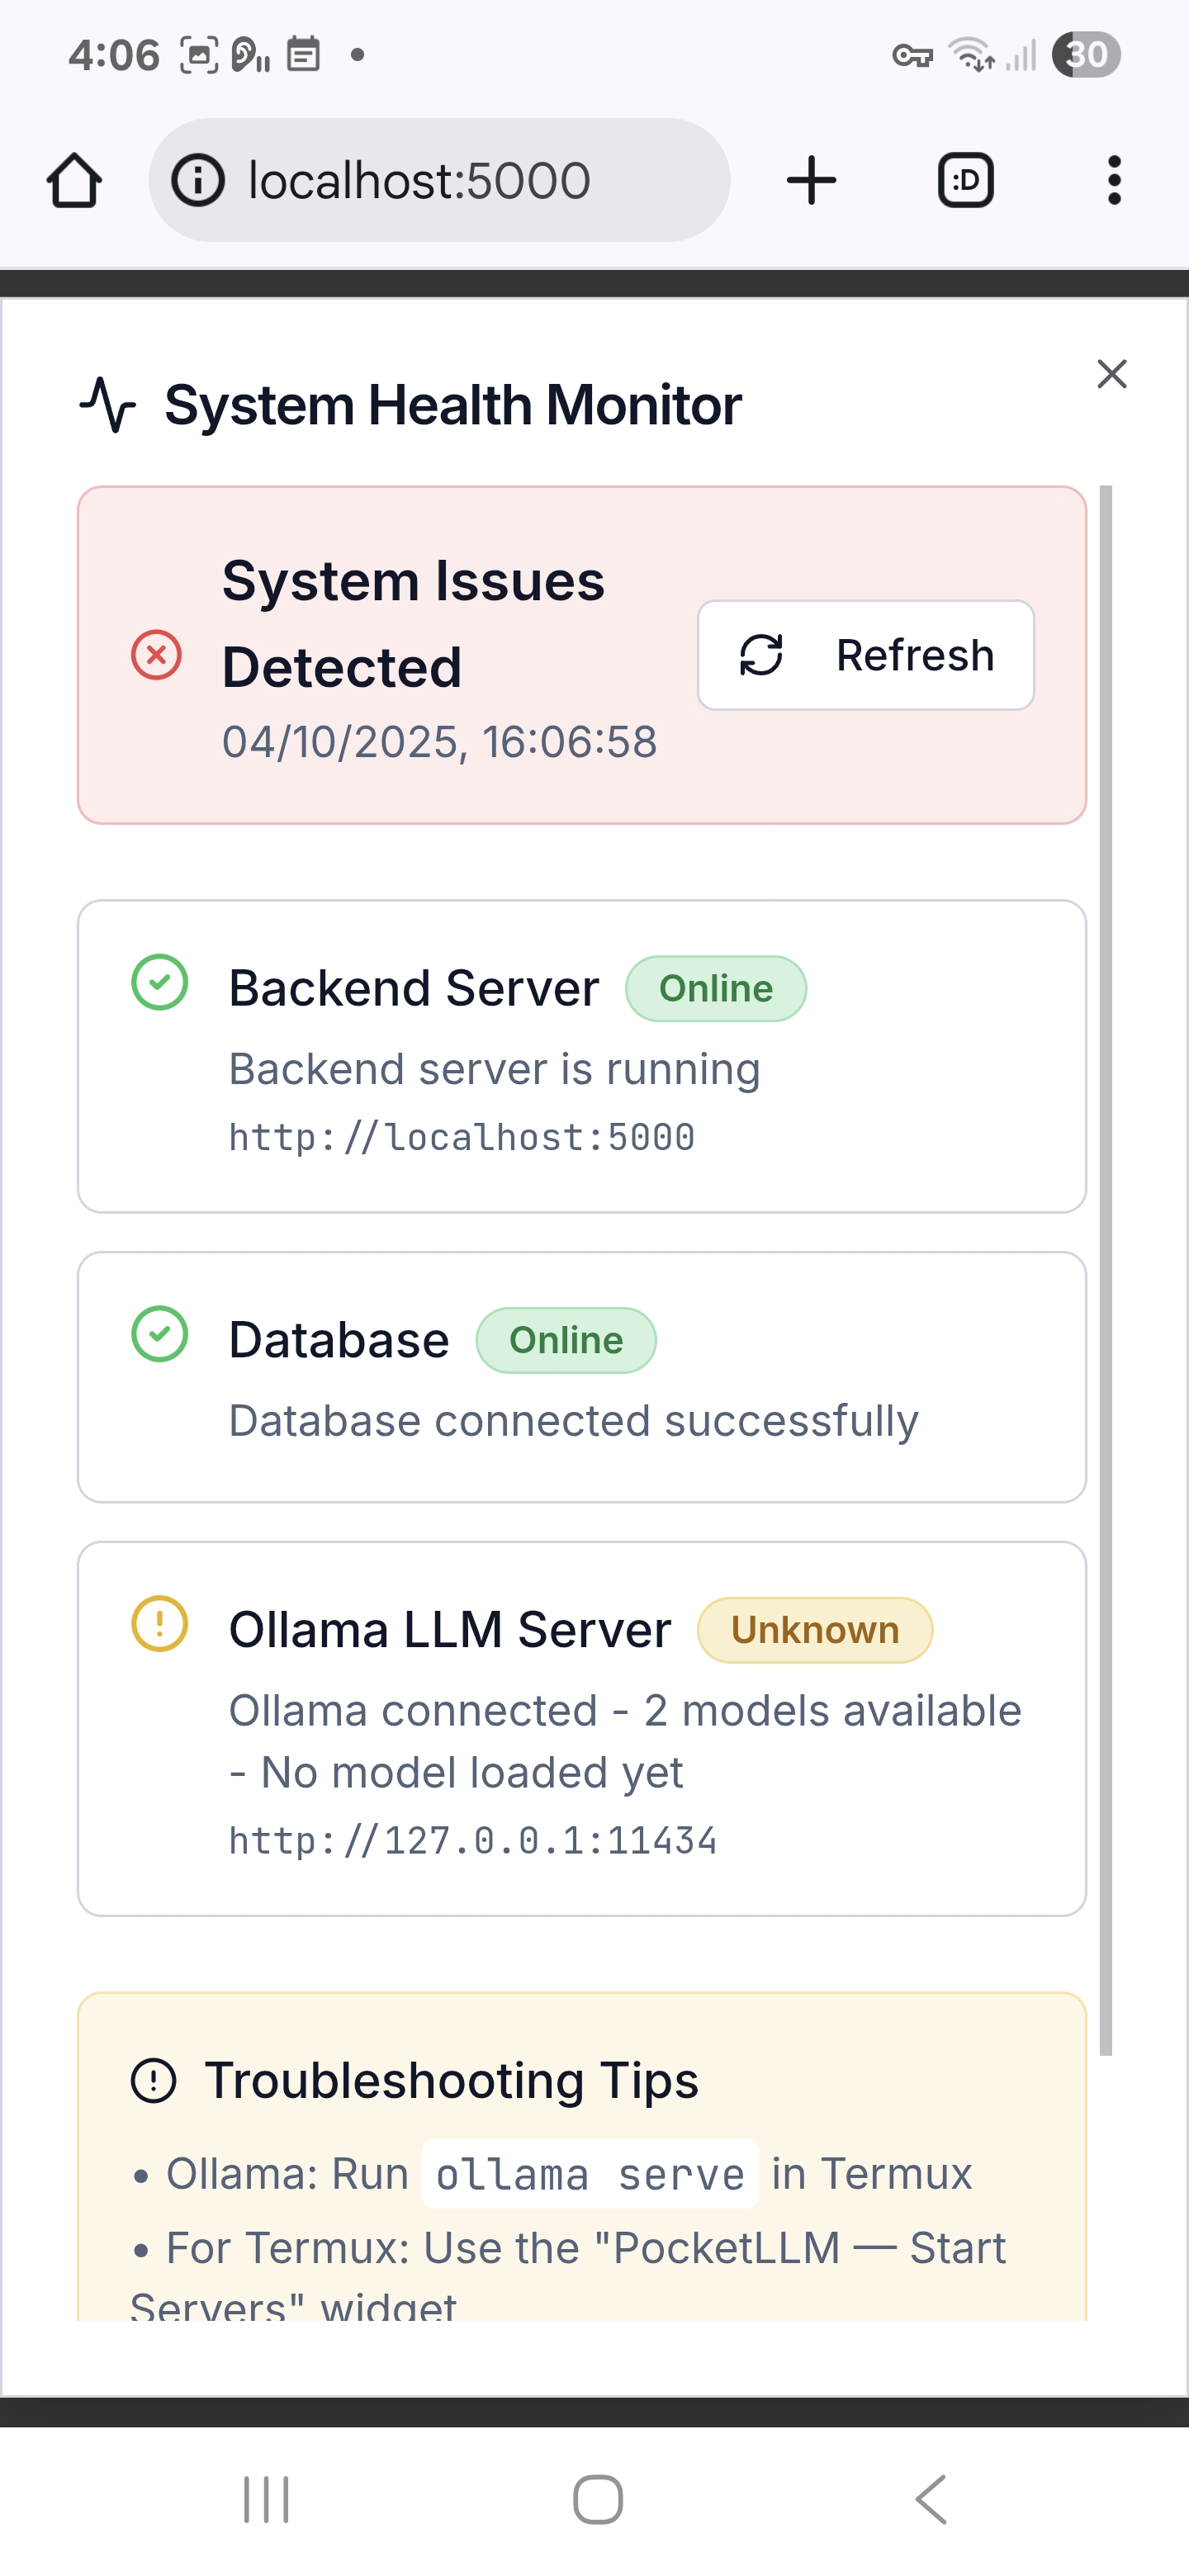 4:06
30
localhost:5000
:D
System Health Monitor
System Issues
Detected
04/10/2025, 16:06:58
Refresh
Backend Server
Online
Backend server is running
http://localhost:5000
Database
Online
Database connected successfully
Ollama LLM Server
Unknown
Ollama connected - 2 models available
- No model loaded yet
http://127.0.0.1:11434
Troubleshooting Tips
• Ollama: Run ollama serve in Termux
• For Termux: Use the "PocketLLM — Start
Servers" widget